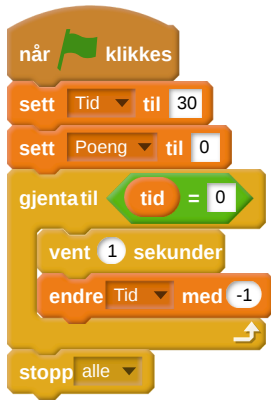 når klikkes
sett Tid til 30
sett Poeng til 0
gjenta til tid = 0
vent 1 sekunder
endre Tid med -1
stopp alle